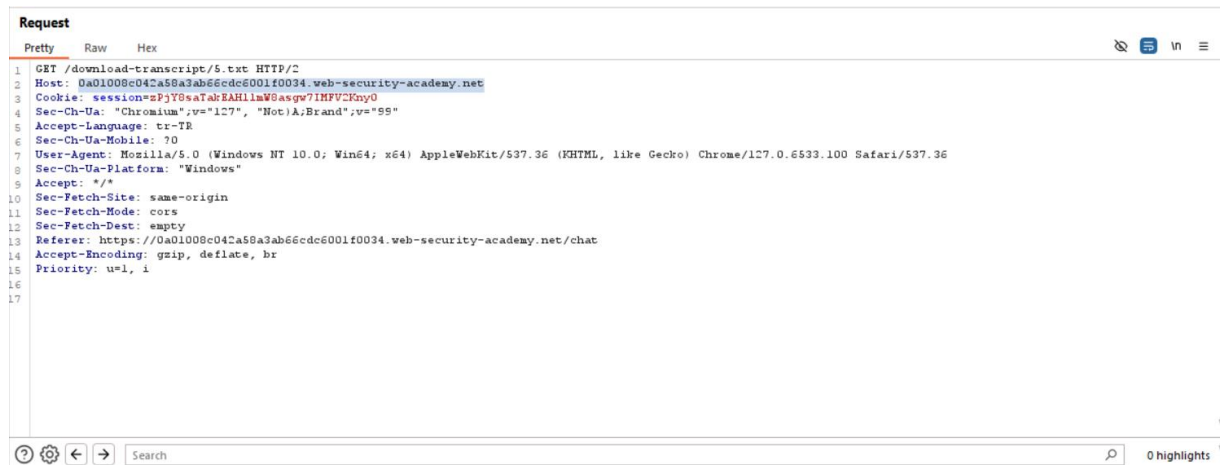 Request
Pretty Raw Hex \n
1 GET /download-transcript/5.txt HTTP/2
2 Host: 0a01008c042a58a3ab66cdc6001f0034.web-security-academy.net
3 Cookie: session=zPjY8saTakEAHllmW8asgw7IMFV2Kny0
4 Sec-Ch-Ua: "Chromium";v="127", "Not)A;Brand";v="99"
5 Accept-Language: tr-TR
6 Sec-Ch-Ua-Mobile: ?0
7 User-Agent: Mozilla/5.0 (Windows NT 10.0; Win64; x64) AppleWebKit/537.36 (KHTML, like Gecko) Chrome/127.0.6533.100 Safari/537.36
8 Sec-Ch-Ua-Platform: "Windows"
9 Accept: */*
10 Sec-Fetch-Site: same-origin
11 Sec-Fetch-Mode: cors
12 Sec-Fetch-Dest: empty
13 Referer: https://0a01008c042a58a3ab66cdc6001f0034.web-security-academy.net/chat
14 Accept-Encoding: gzip, deflate, br
15 Priority: u=1, i
16
17
Search 0 highlights